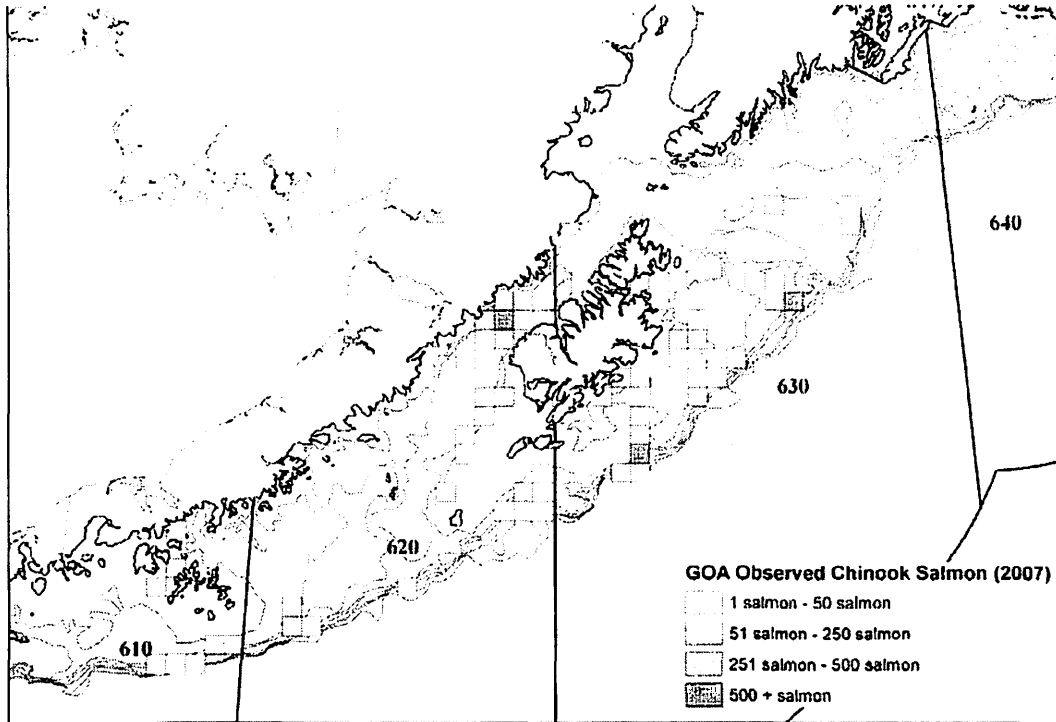 640
630
620
610
GOA Observed Chinook Salmon (2007)
1 salmon - 50 salmon
51 salmon - 250 salmon
251 salmon - 500 salmon
500 + salmon